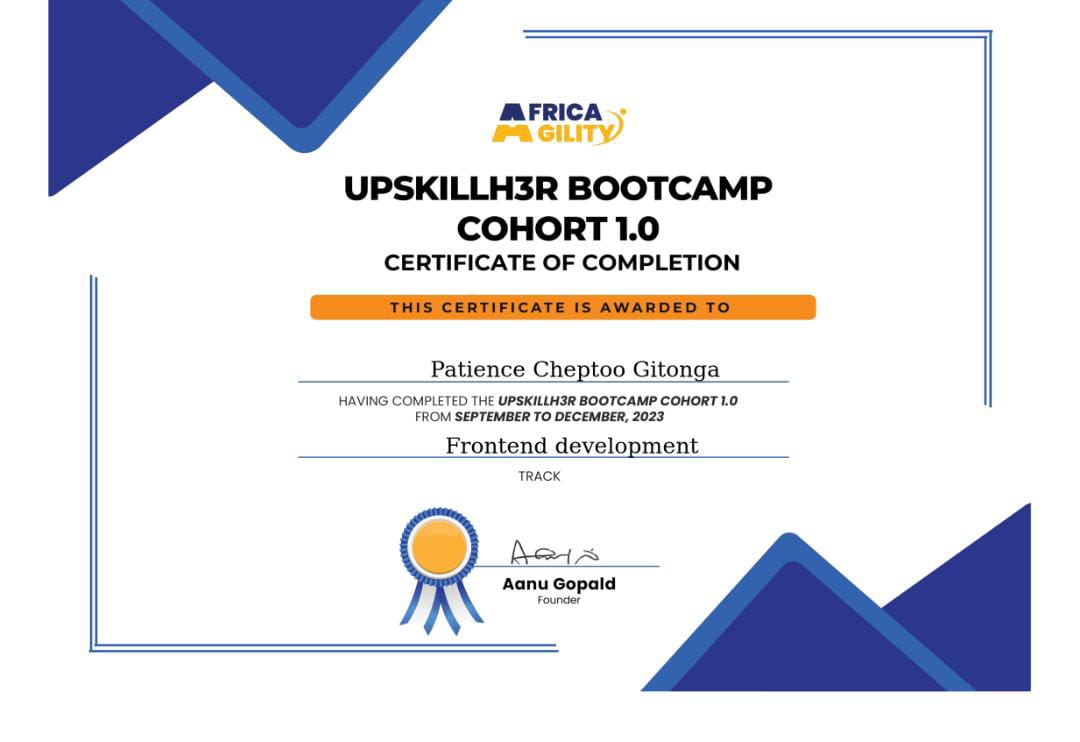 AFRICA
AGILITY
UPSKILLH3R BOOTCAMP
COHORT 1.0
CERTIFICATE OF COMPLETION
THIS CERTIFICATE IS AWARDED TO
Patience Cheptoo Gitonga
HAVING COMPLETED THE UPSKILLH3R BOOTCAMP COHORT 1.0
FROM SEPTEMBER TO DECEMBER, 2023
Frontend development
TRACK
Aanu Gopald
Founder